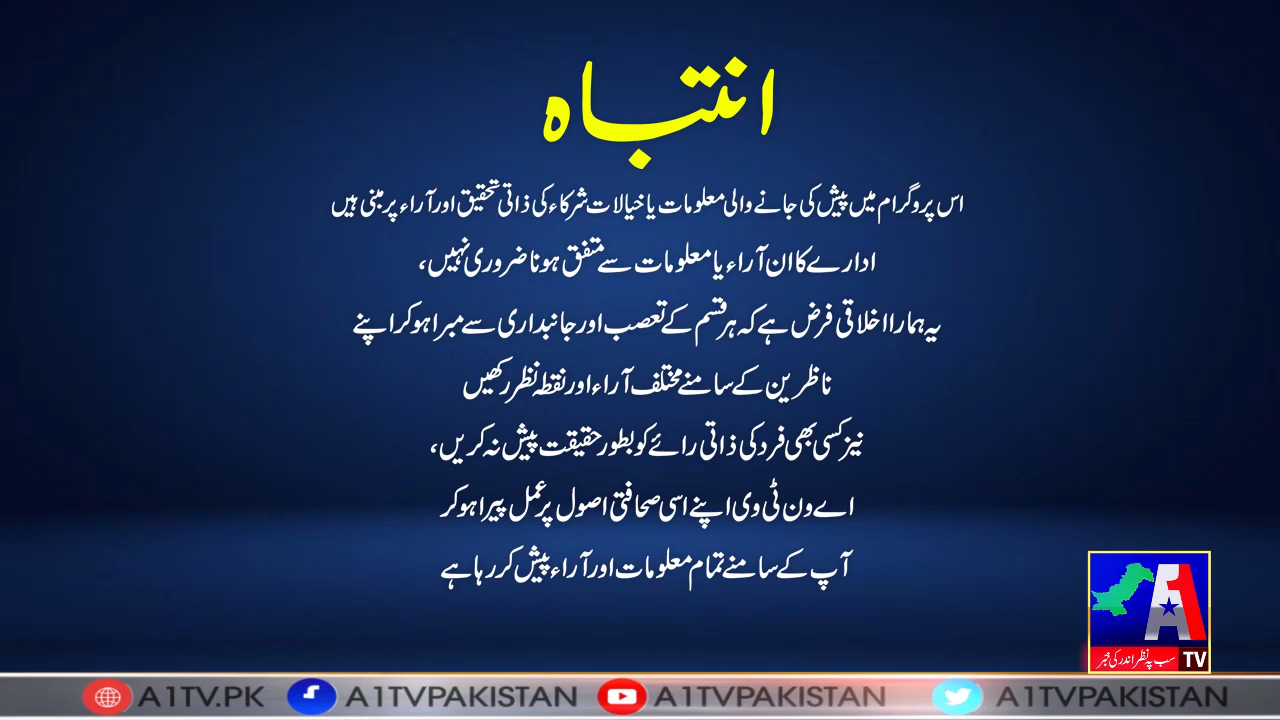 انتباہ
اس پروگرام میں پیش کی جانے والی معلومات یا خیالات شرکاء کی ذاتی تحقیق اور آراء پر مبنی ہیں
ادارے کا ان آراء یا معلومات سے متفق ہونا ضروری نہیں،
یہ ہمارا اخلاقی فرض ہے کہ ہر قسم کے تعصب اور جانبداری سے مبرا ہو کر اپنے
ناظرین کے سامنے مختلف آراء اور نقطہ نظر رکھیں
نیز کسی بھی فرد کی ذاتی رائے کو بطور حقیقت پیش نہ کریں،
اے ون ٹی وی اپنے اسی صحافتی اصول پر عمل پیرا ہو کر
آپ کے سامنے تمام معلومات اور آراء پیش کر رہا ہے
A1
سب پہ نظر اندر کی خبر TV
A1TV.PK A1TVPAKISTAN A1TVPAKISTAN A1TVPAKISTAN